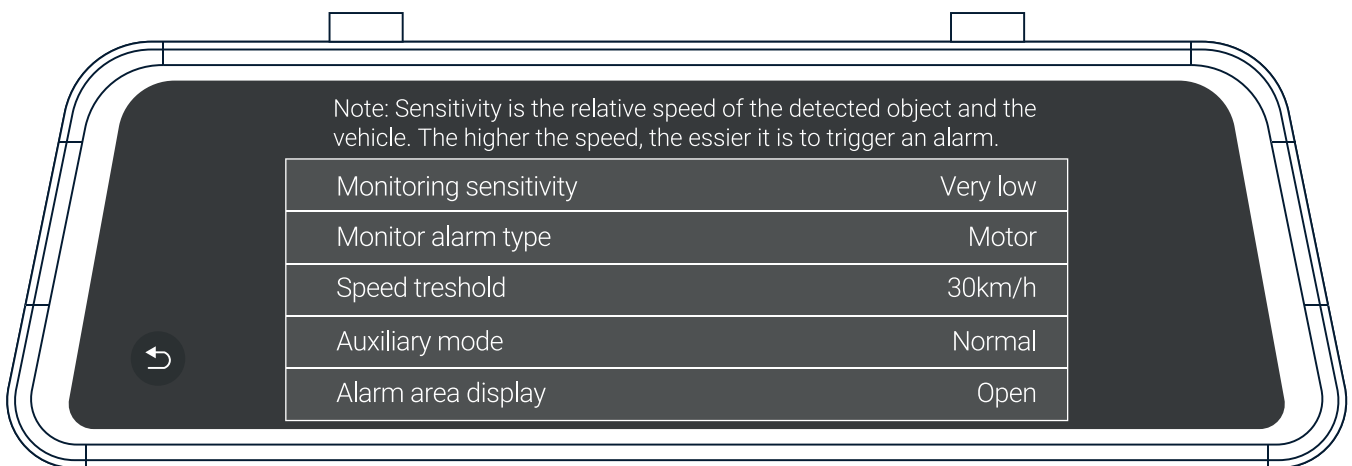 Note: Sensitivity is the relative speed of the detected object and the
vehicle. The higher the speed, the essier it is to trigger an alarm.
Monitoring sensitivity Very low
Monitor alarm type Motor
Speed treshold 30km/h
Auxiliary mode Normal
Alarm area display Open